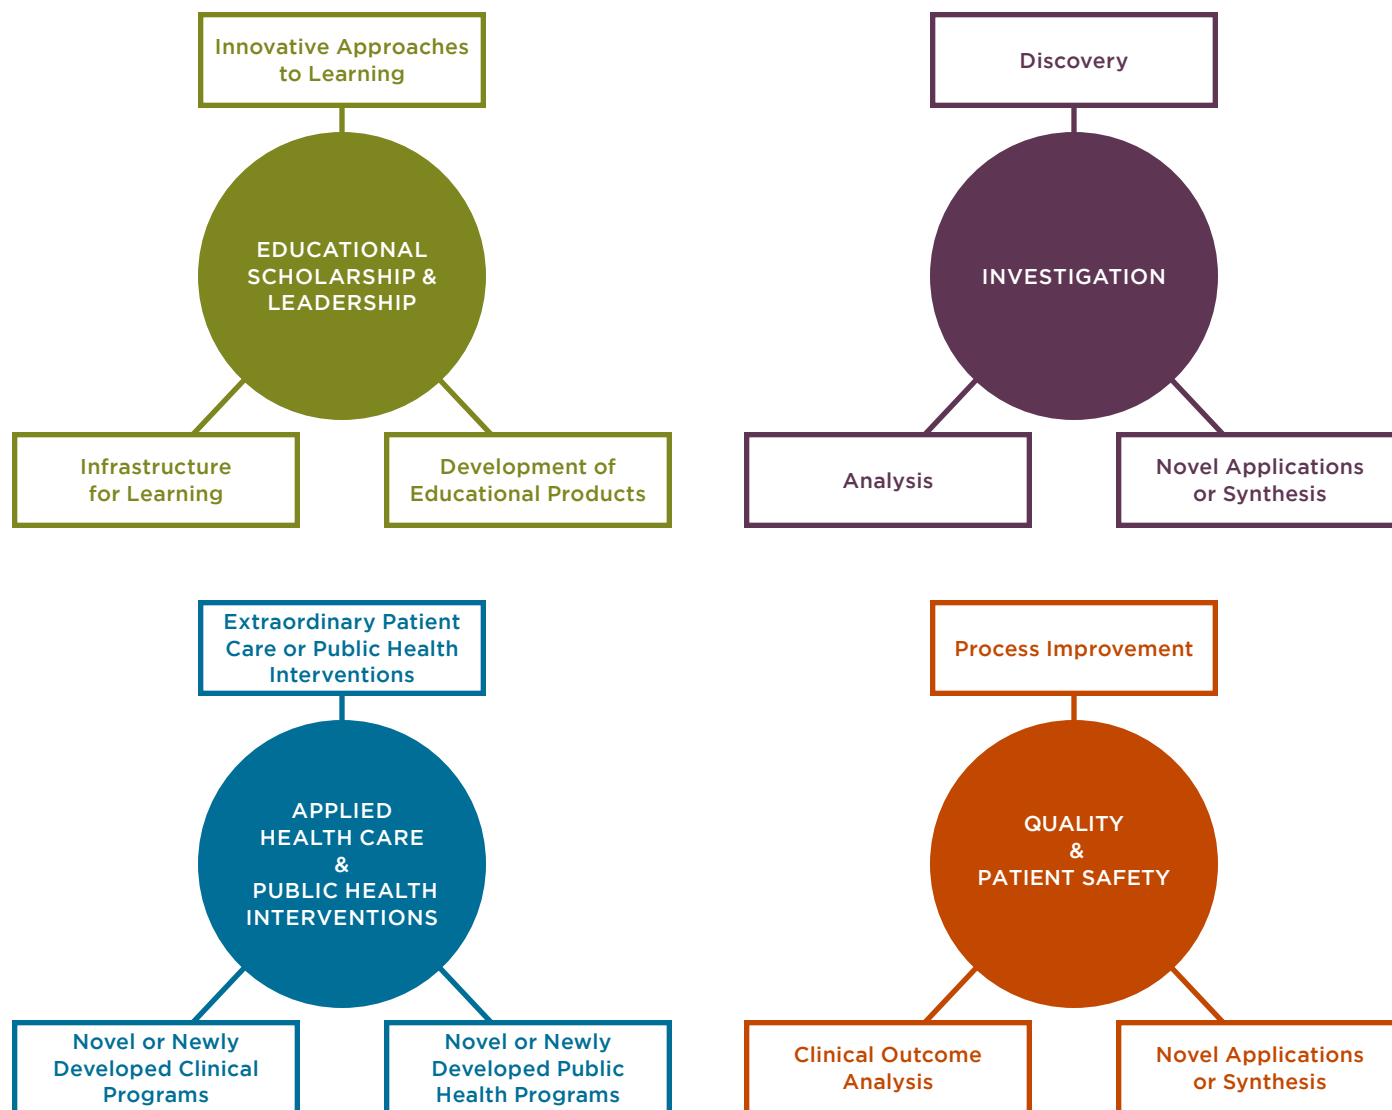 Innovative Approaches
to Learning
EDUCATIONAL
SCHOLARSHIP &
LEADERSHIP
Infrastructure
for Learning
Development of
Educational Products
Discovery
INVESTIGATION
Analysis
Novel Applications
or Synthesis
Extraordinary Patient
Care or Public Health
Interventions
APPLIED
HEALTH CARE
&
PUBLIC HEALTH
INTERVENTIONS
Novel or Newly
Developed Clinical
Programs
Novel or Newly
Developed Public
Health Programs
Process Improvement
QUALITY
&
PATIENT SAFETY
Clinical Outcome
Analysis
Novel Applications
or Synthesis